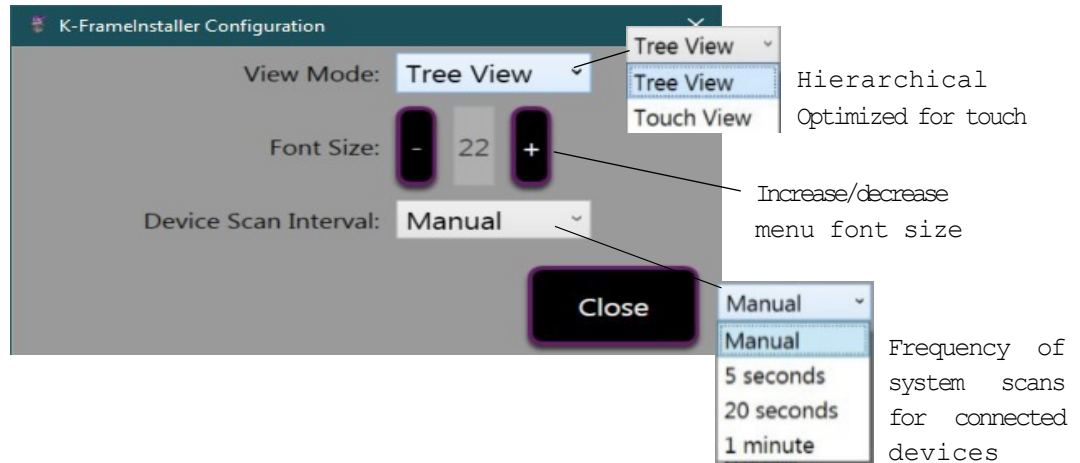 K-FrameInstaller Configuration
View Mode: Tree View
Font Size: - 22 +
Device Scan Interval: Manual
Close
Tree View
Tree View
Touch View
Hierarchical
Optimized for touch
Increase/decrease
menu font size
Manual
Manual
5 seconds
20 seconds
1 minute
Frequency of
system scans
for connected
devices